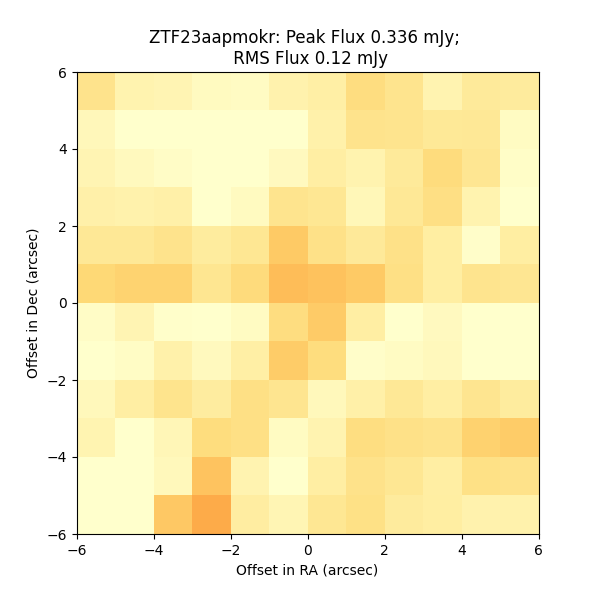 ZTF23aapmokr: Peak Flux 0.336 mJy;
RMS Flux 0.12 mJy
6
4
2
0
−2
−4
−6
Offset in Dec (arcsec)
−6 −4 −2 0 2 4 6
Offset in RA (arcsec)